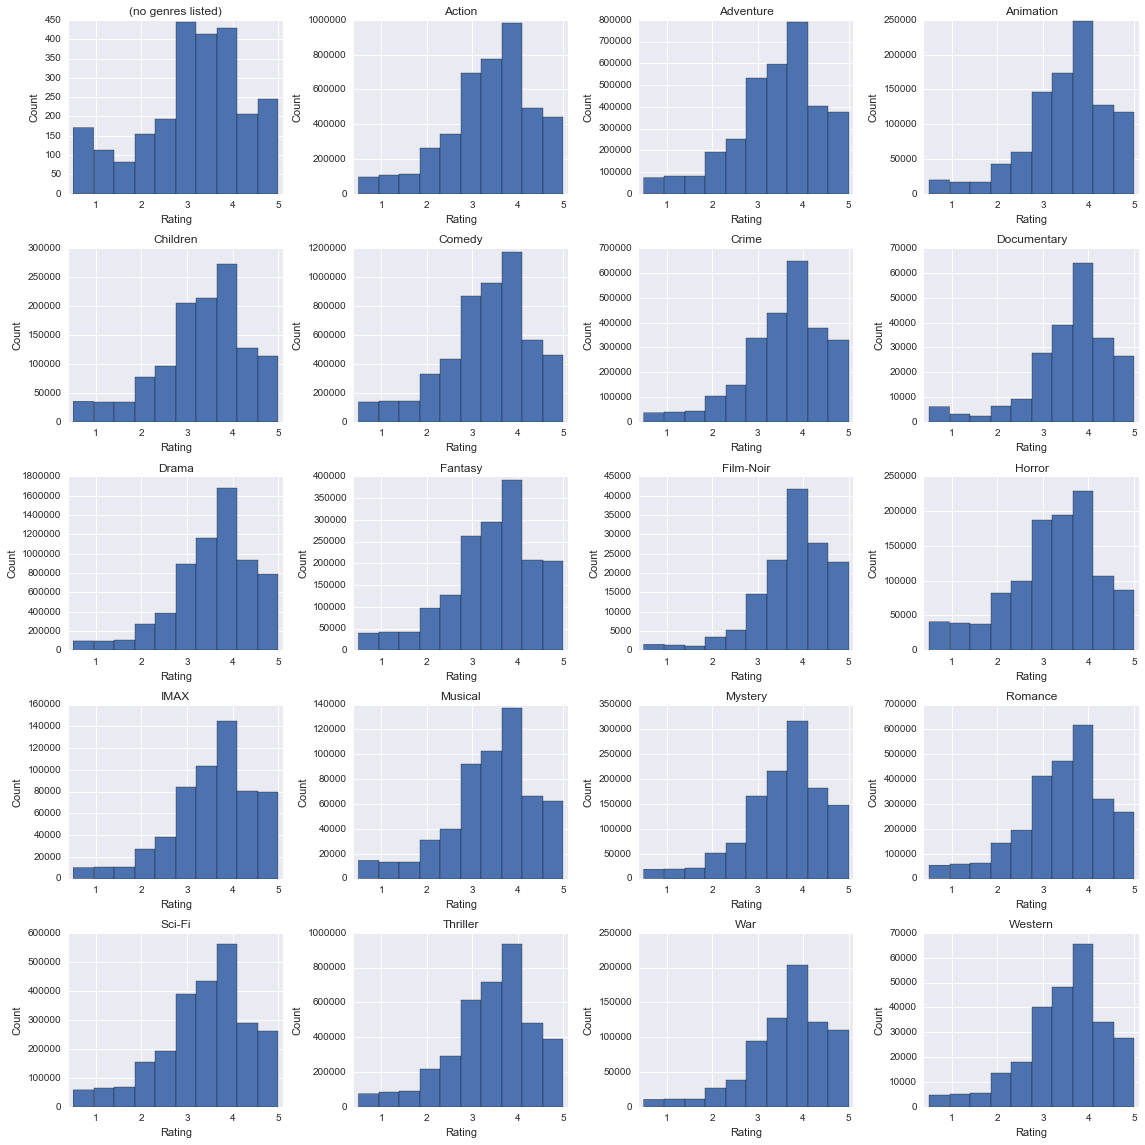 (no genres listed)
450
400
350
300
250
200
150
100
50
0
Count
1 2 3 4 5
Rating
Action
1000000
800000
600000
400000
200000
0
Count
1 2 3 4 5
Rating
Adventure
800000
700000
600000
500000
400000
300000
200000
100000
0
Count
1 2 3 4 5
Rating
Animation
250000
200000
150000
100000
50000
0
Count
1 2 3 4 5
Rating
Children
300000
250000
200000
150000
100000
50000
0
Count
1 2 3 4 5
Rating
Comedy
1200000
1000000
800000
600000
400000
200000
0
Count
1 2 3 4 5
Rating
Crime
700000
600000
500000
400000
300000
200000
100000
0
Count
1 2 3 4 5
Rating
Documentary
70000
60000
50000
40000
30000
20000
10000
0
Count
1 2 3 4 5
Rating
Drama
1800000
1600000
1400000
1200000
1000000
800000
600000
400000
200000
0
Count
1 2 3 4 5
Rating
Fantasy
400000
350000
300000
250000
200000
150000
100000
50000
0
Count
1 2 3 4 5
Rating
Film-Noir
45000
40000
35000
30000
25000
20000
15000
10000
5000
0
Count
1 2 3 4 5
Rating
Horror
250000
200000
150000
100000
50000
0
Count
1 2 3 4 5
Rating
IMAX
160000
140000
120000
100000
80000
60000
40000
20000
0
Count
1 2 3 4 5
Rating
Musical
140000
120000
100000
80000
60000
40000
20000
0
Count
1 2 3 4 5
Rating
Mystery
350000
300000
250000
200000
150000
100000
50000
0
Count
1 2 3 4 5
Rating
Romance
700000
600000
500000
400000
300000
200000
100000
0
Count
1 2 3 4 5
Rating
Sci-Fi
600000
500000
400000
300000
200000
100000
0
Count
1 2 3 4 5
Rating
Thriller
1000000
800000
600000
400000
200000
0
Count
1 2 3 4 5
Rating
War
250000
200000
150000
100000
50000
0
Count
1 2 3 4 5
Rating
Western
70000
60000
50000
40000
30000
20000
10000
0
Count
1 2 3 4 5
Rating